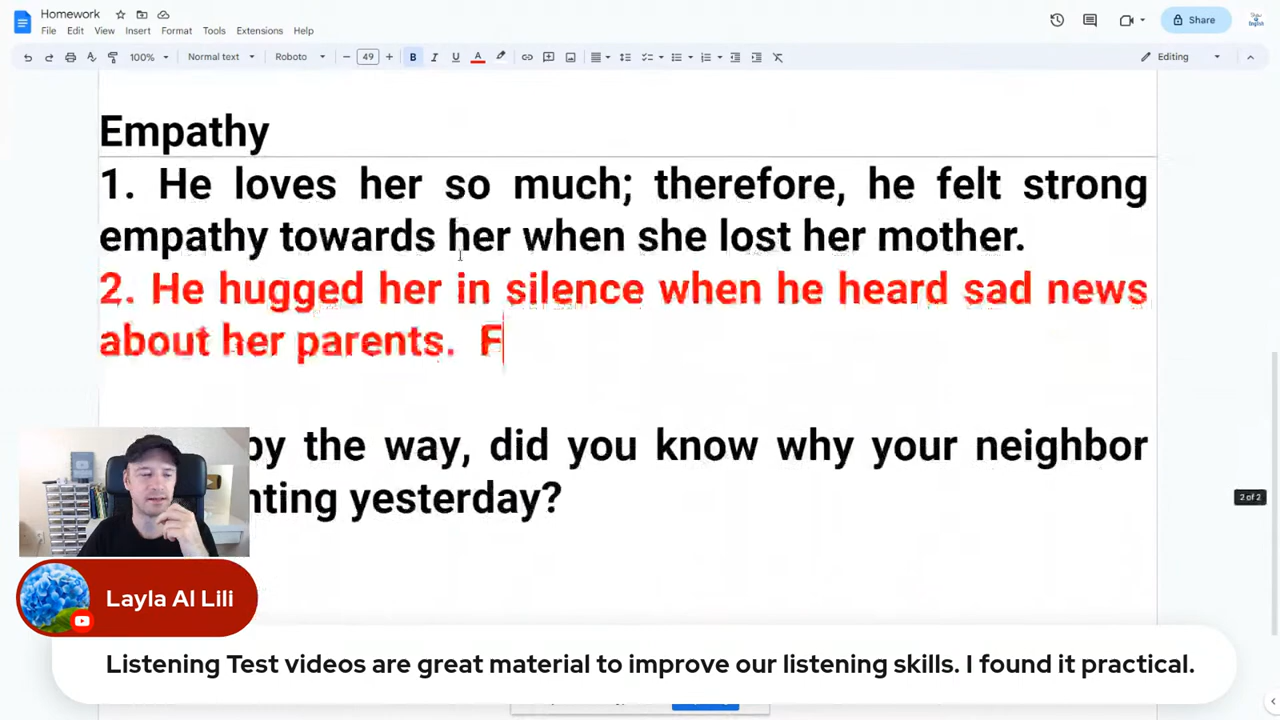 Homework
File Edit View Insert Format Tools Extensions Help
Share
100% Normal text Roboto 49 B I U A Editing
Empathy
1. He loves her so much; therefore, he felt strong
empathy towards her when she lost her mother.
2. He hugged her in silence when he heard sad news
about her parents. F
by the way, did you know why your neighbor
nting yesterday?
2 of 2
Layla Al Lili
Listening Test videos are great material to improve our listening skills. I found it practical.